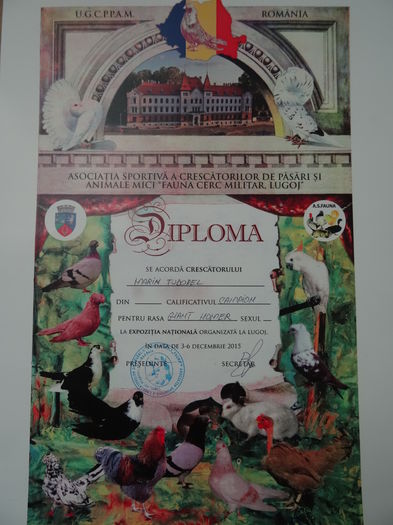 U.G.C.P.P.A.M. ROMÂNIA
ASOCIAȚIA SPORTIVĂ A CRESCĂTORILOR DE PĂSĂRI ȘI
ANIMALE MICI "FAUNA CERC MILITAR, LUGOJ"
A.S.FAUNA
DIPLOMA
SE ACORDĂ CRESCĂTORULUI
MARIN TUDOREL
DIN CALIFICATIVUL CAMPION
PENTRU RASA GIANT HOMER SEXUL
LA EXPOZIȚIA NAȚIONALĂ ORGANIZATĂ LA LUGOJ,
ÎN DATA DE 3-6 DECEMBRIE 2015
PREȘEDINTE SECRETAR